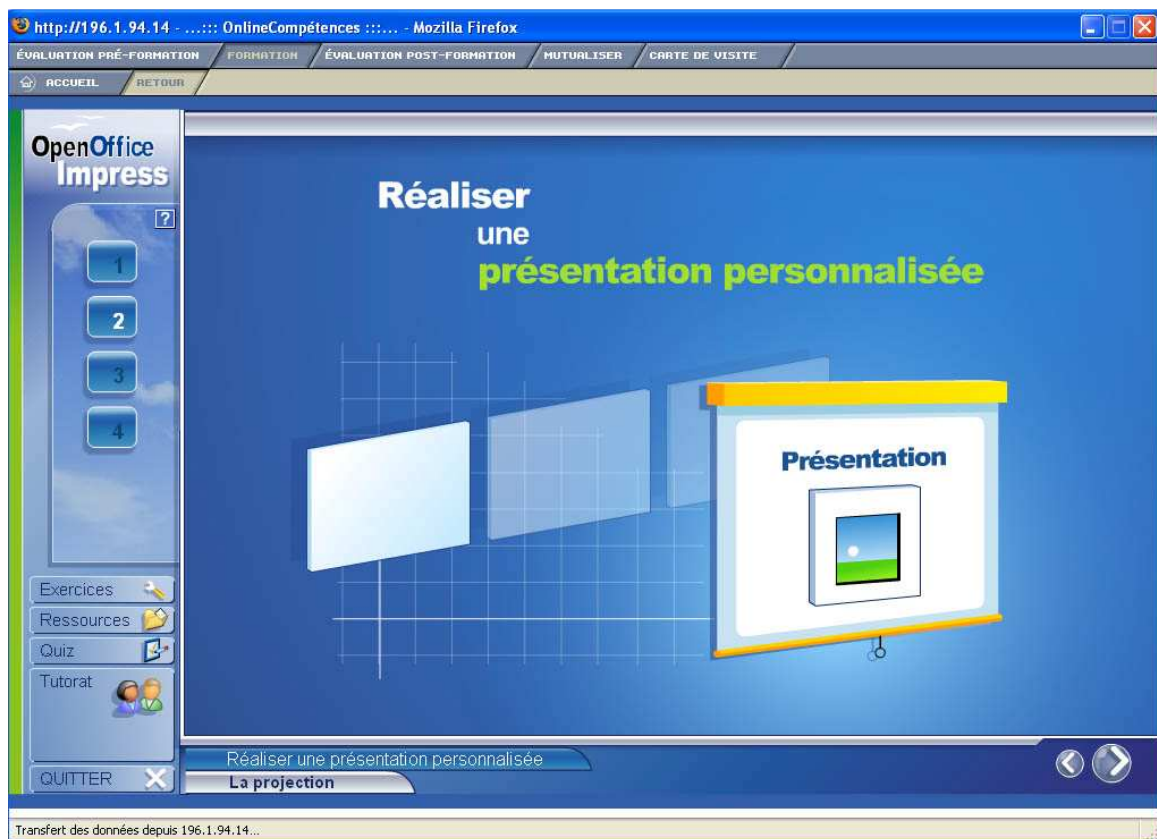 http://196.1.94.14 - ...::: OnlineCompétences :::... - Mozilla Firefox
ÉVALUATION PRÉ-FORMATION / FORMATION / ÉVALUATION POST-FORMATION / MUTUALISER / CARTE DE VISITE /
ACCUEIL / RETOUR /
OpenOffice
Impress
?
1
2
3
4
Exercices
Ressources
Quiz
Tutorat
QUITTER
Réaliser
une
présentation personnalisée
Présentation
Réaliser une présentation personnalisée
La projection
Transfert des données depuis 196.1.94.14...